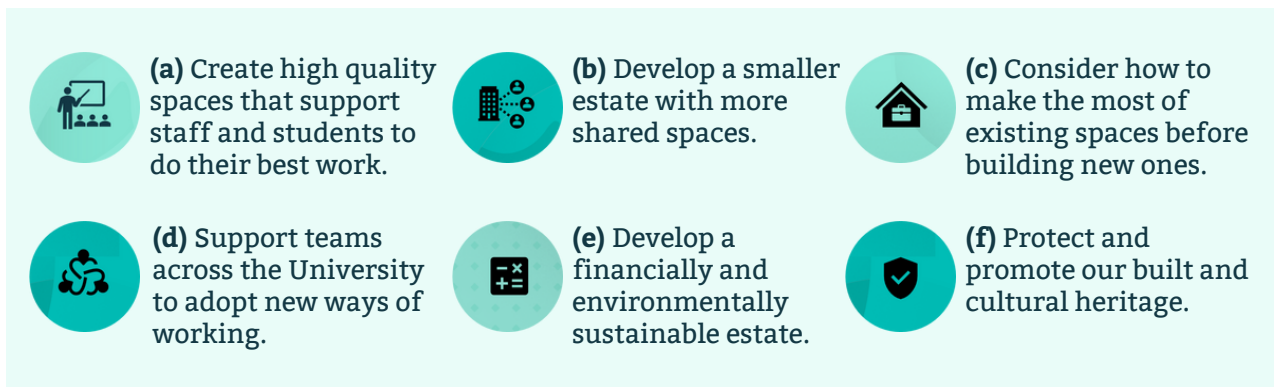 (a) Create high quality
spaces that support
staff and students to
do their best work.
(b) Develop a smaller
estate with more
shared spaces.
(c) Consider how to
make the most of
existing spaces before
building new ones.
(d) Support teams
across the University
to adopt new ways of
working.
(e) Develop a
financially and
environmentally
sustainable estate.
(f) Protect and
promote our built and
cultural heritage.